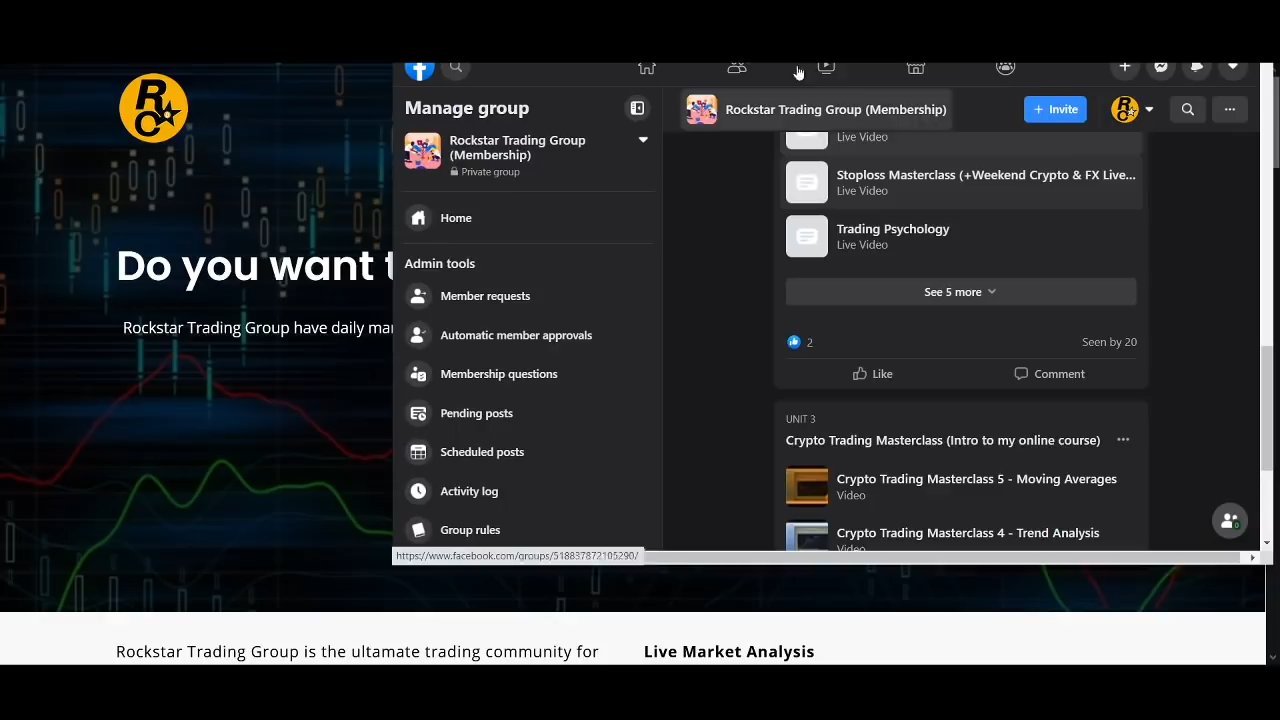 RC
Do you want t
Rockstar Trading Group have daily mar
Manage group
Rockstar Trading Group
(Membership)
Private group
Home
Admin tools
Member requests
Automatic member approvals
Membership questions
Pending posts
Scheduled posts
Activity log
Group rules
https://www.facebook.com/groups/518837872105290/
Rockstar Trading Group (Membership)
+ Invite
Live Video
Stoploss Masterclass (+Weekend Crypto & FX Live...
Live Video
Trading Psychology
Live Video
See 5 more
2
Seen by 20
Like
Comment
UNIT 3
Crypto Trading Masterclass (Intro to my online course)
Crypto Trading Masterclass 5 - Moving Averages
Video
Crypto Trading Masterclass 4 - Trend Analysis
Video
Rockstar Trading Group is the ultamate trading community for
Live Market Analysis